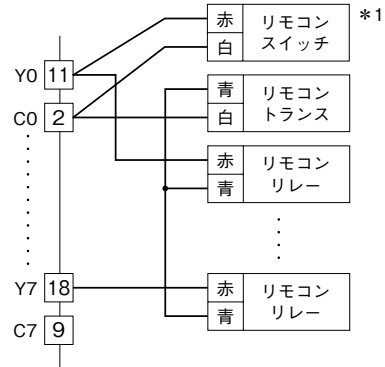 赤
リモコン
スイッチ
白
*1
Y0 11
青
リモコン
トランス
白
C0 2
赤
リモコン
リレー
青
Y7 18
赤
リモコン
リレー
青
C7 9